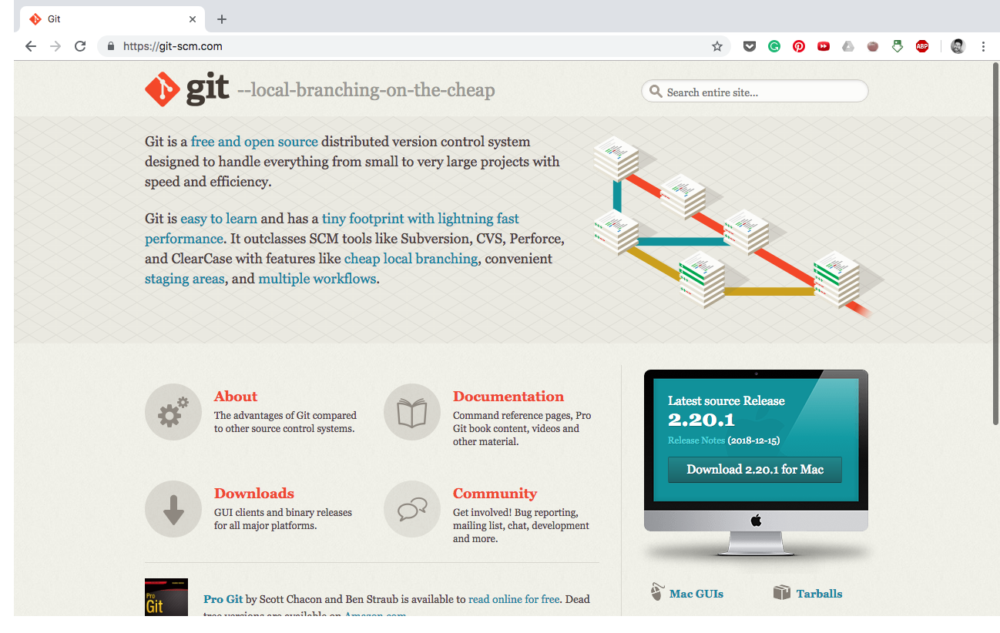 Git
https://git-scm.com
ABP
git --local-branching-on-the-cheap
Search entire site...
Git is a free and open source distributed version control system
designed to handle everything from small to very large projects with
speed and efficiency.
Git is easy to learn and has a tiny footprint with lightning fast
performance. It outclasses SCM tools like Subversion, CVS, Perforce,
and ClearCase with features like cheap local branching, convenient
staging areas, and multiple workflows.
About
The advantages of Git compared
to other source control systems.
Documentation
Command reference pages, Pro
Git book content, videos and
other material.
Downloads
GUI clients and binary releases
for all major platforms.
Community
Get involved! Bug reporting,
mailing list, chat, development
and more.
Latest source Release
2.20.1
Release Notes (2018-12-15)
Download 2.20.1 for Mac
Mac GUIs
Tarballs
Pro
Git
Pro Git by Scott Chacon and Ben Straub is available to read online for free. Dead
tree versions are available on Amazon.com.